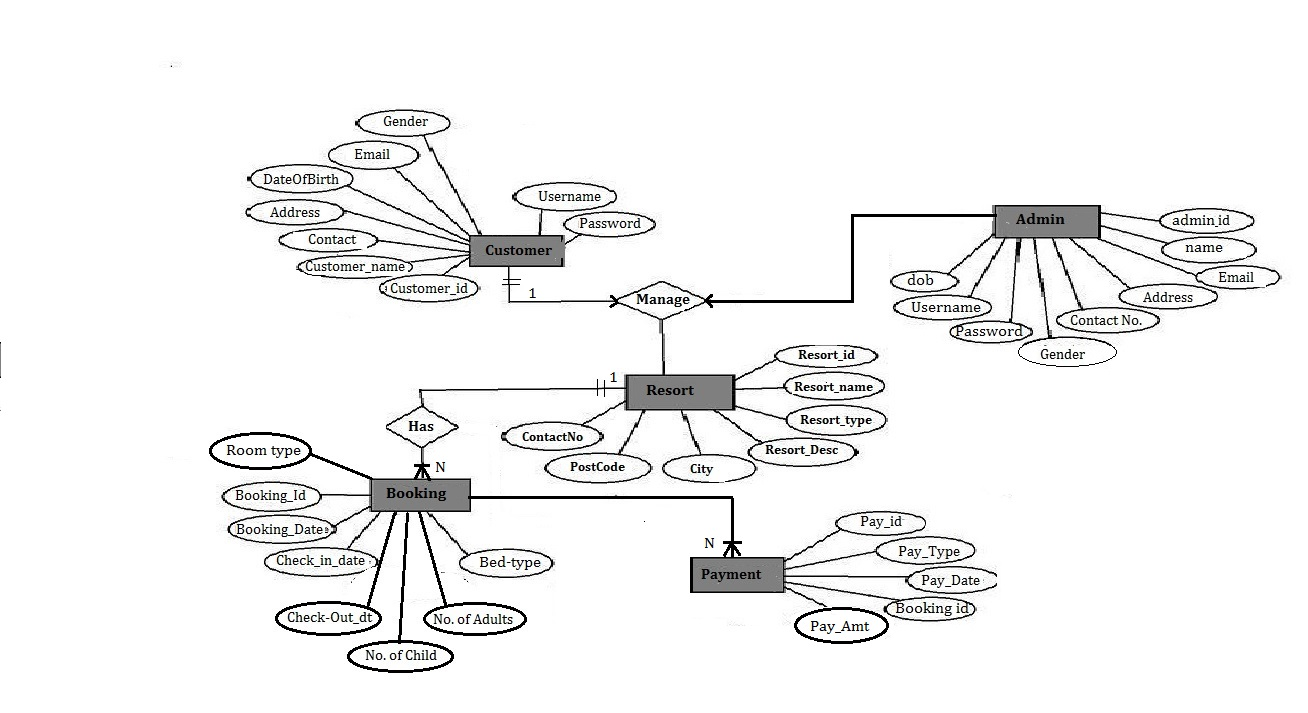 Gender
Email
DateOfBirth
Address
Contact
Customer_name
Customer_id
Username
Password
Customer
1
Manage
Admin
admin_id
name
Email
Address
Contact No.
Gender
Password
Username
dob
Resort
1
Resort_id
Resort_name
Resort_type
Resort_Desc
City
PostCode
ContactNo
Has
N
Room type
Booking
Booking_Id
Booking_Date
Check_in_date
Check-Out_dt
No. of Child
No. of Adults
Bed-type
N
Payment
Pay_id
Pay_Type
Pay_Date
Booking id
Pay_Amt